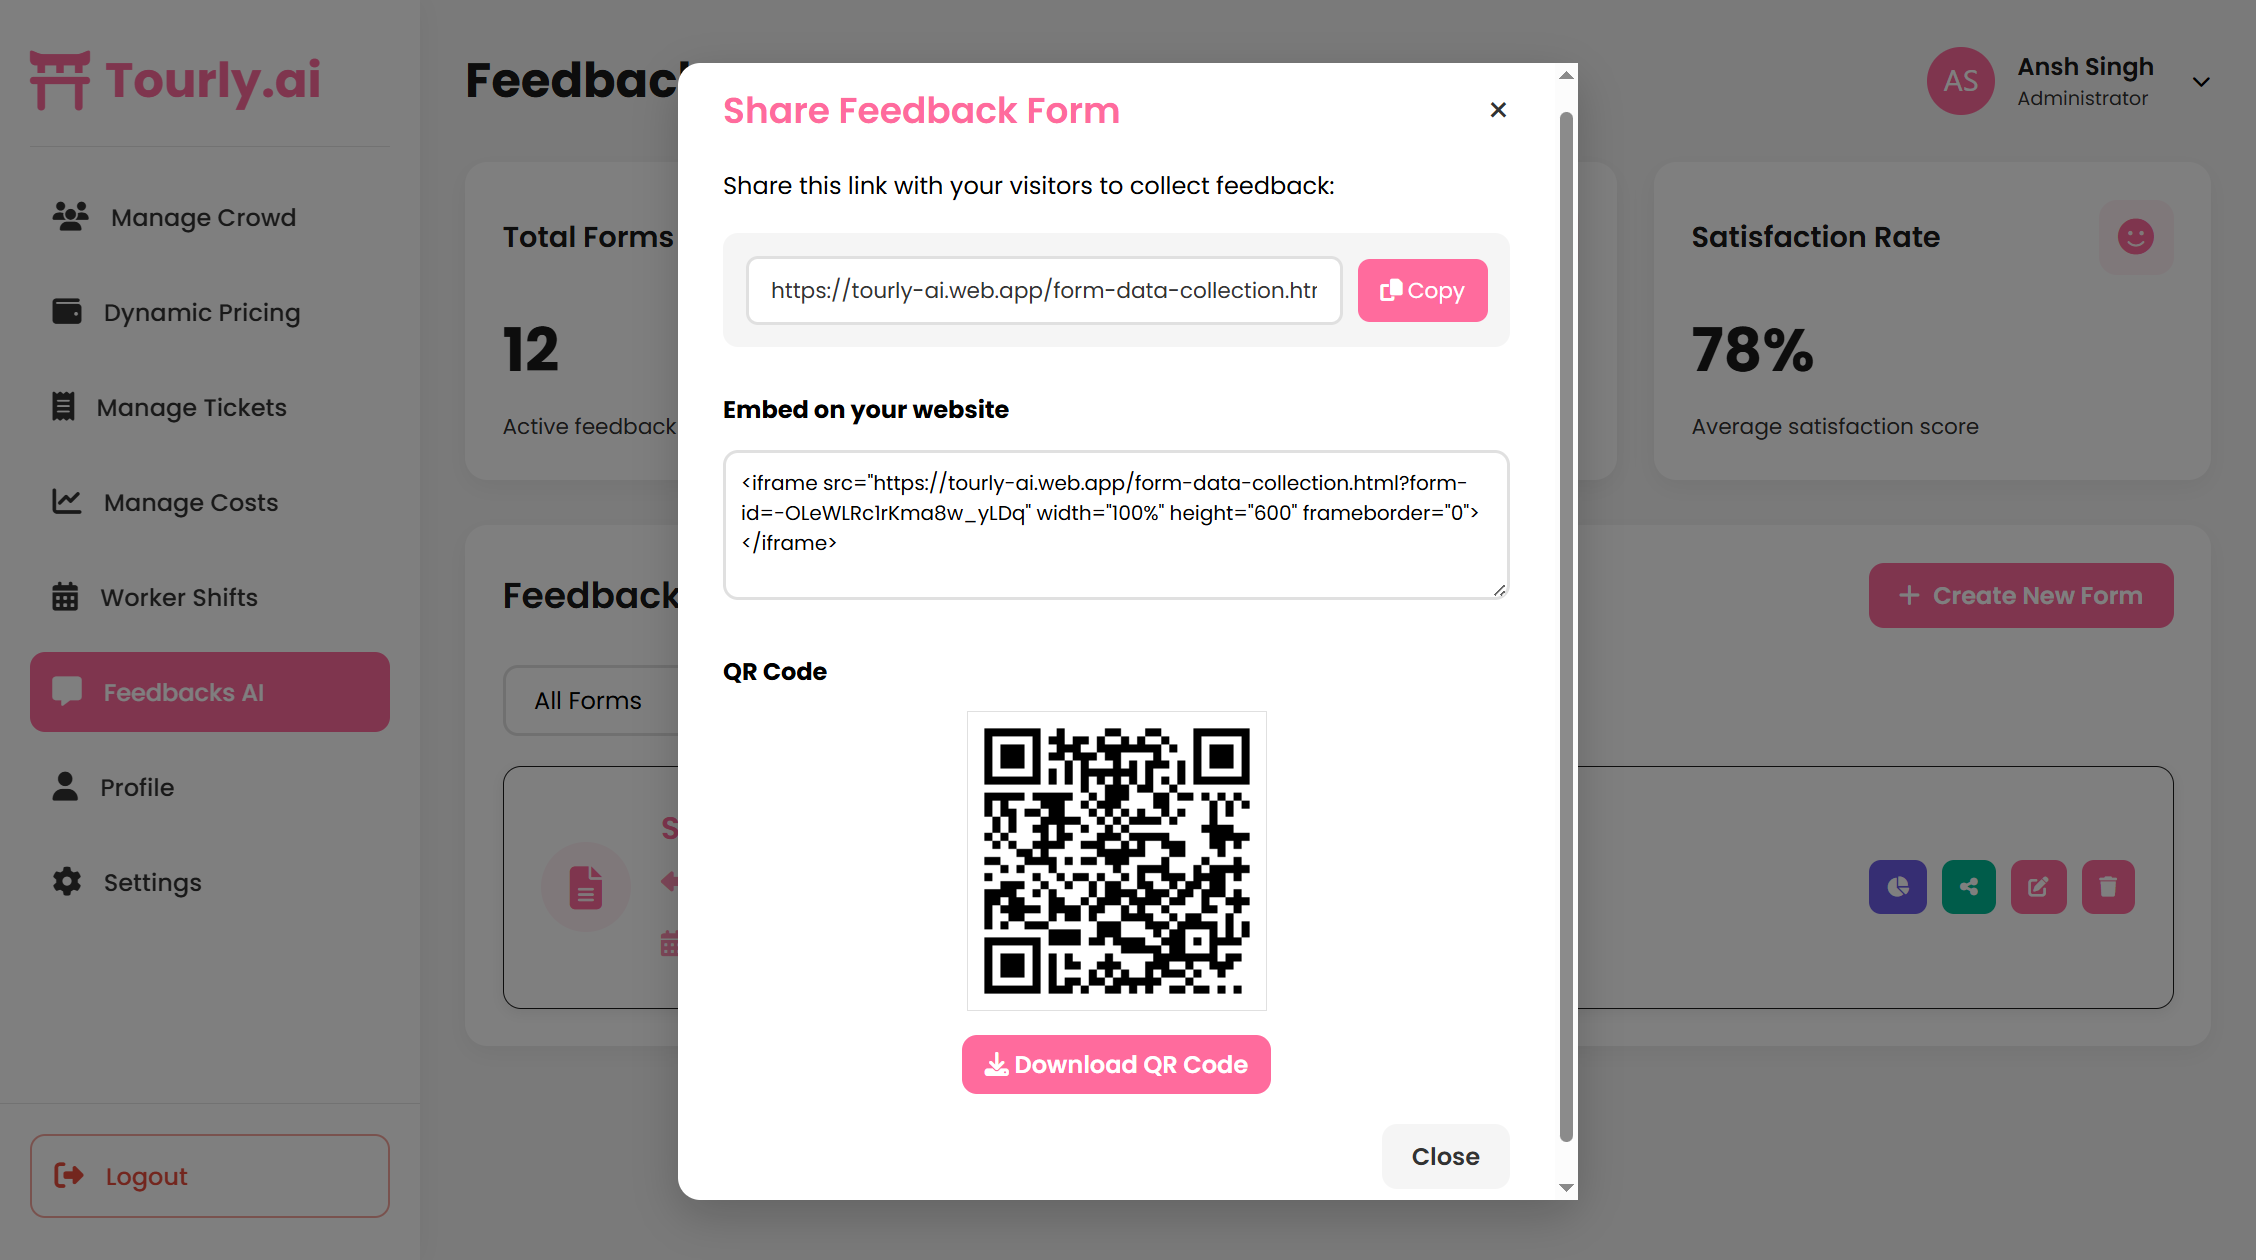 Tourly.ai
Manage Crowd
Dynamic Pricing
Manage Tickets
Manage Costs
Worker Shifts
Feedbacks AI
Profile
Settings
Logout
AS
Ansh Singh
Administrator
Total Forms
12
Active feedback
Satisfaction Rate
78%
Average satisfaction score
Feedback
Create New Form
All Forms
Share Feedback Form
Share this link with your visitors to collect feedback:
https://tourly-ai.web.app/form-data-collection.htm
Copy
Embed on your website
<iframe src="https://tourly-ai.web.app/form-data-collection.html?form-
id=-OLeWLRc1rKma8w_yLDq" width="100%" height="600" frameborder="0">
</iframe>
QR Code
Download QR Code
Close